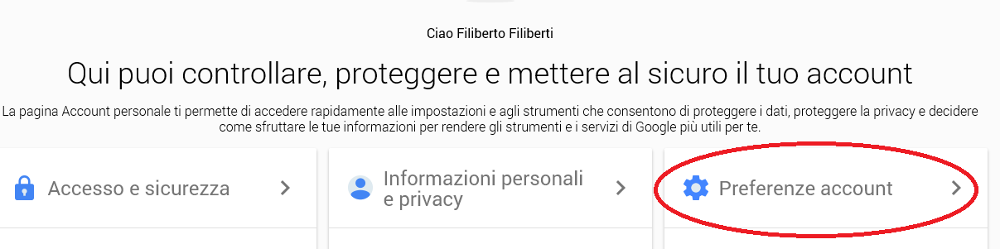 Ciao Filiberto Filiberti
Qui puoi controllare, proteggere e mettere al sicuro il tuo account
La pagina Account personale ti permette di accedere rapidamente alle impostazioni e agli strumenti che consentono di proteggere i dati, proteggere la privacy e decidere
come sfruttare le tue informazioni per rendere gli strumenti e i servizi di Google più utili per te.
Accesso e sicurezza
Informazioni personali
e privacy
Preferenze account